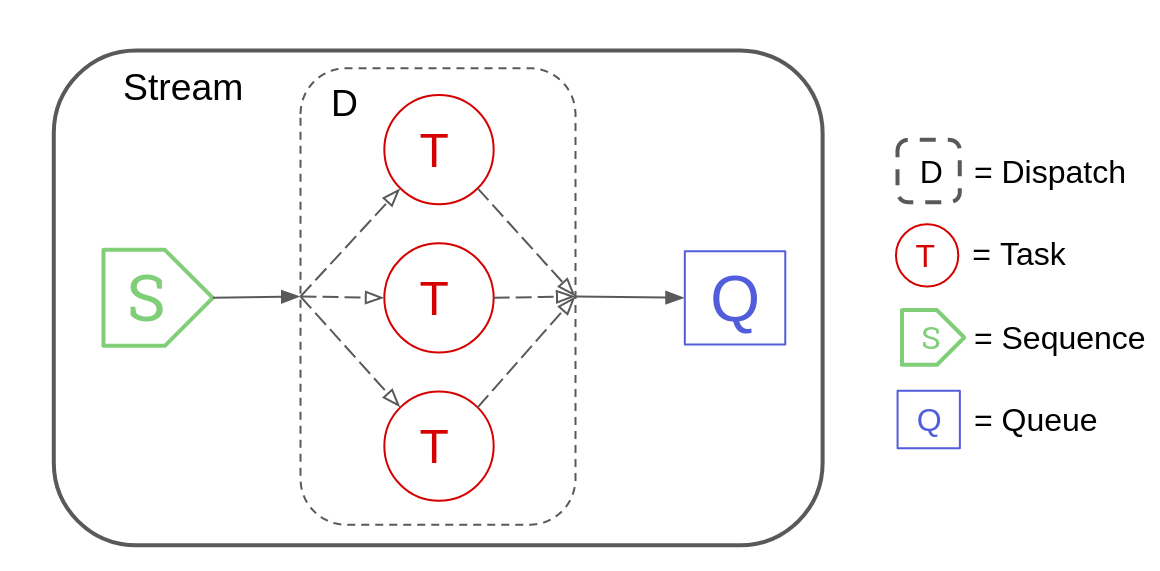 Stream
D
T
T
T
S
Q
D = Dispatch
T = Task
S = Sequence
Q = Queue